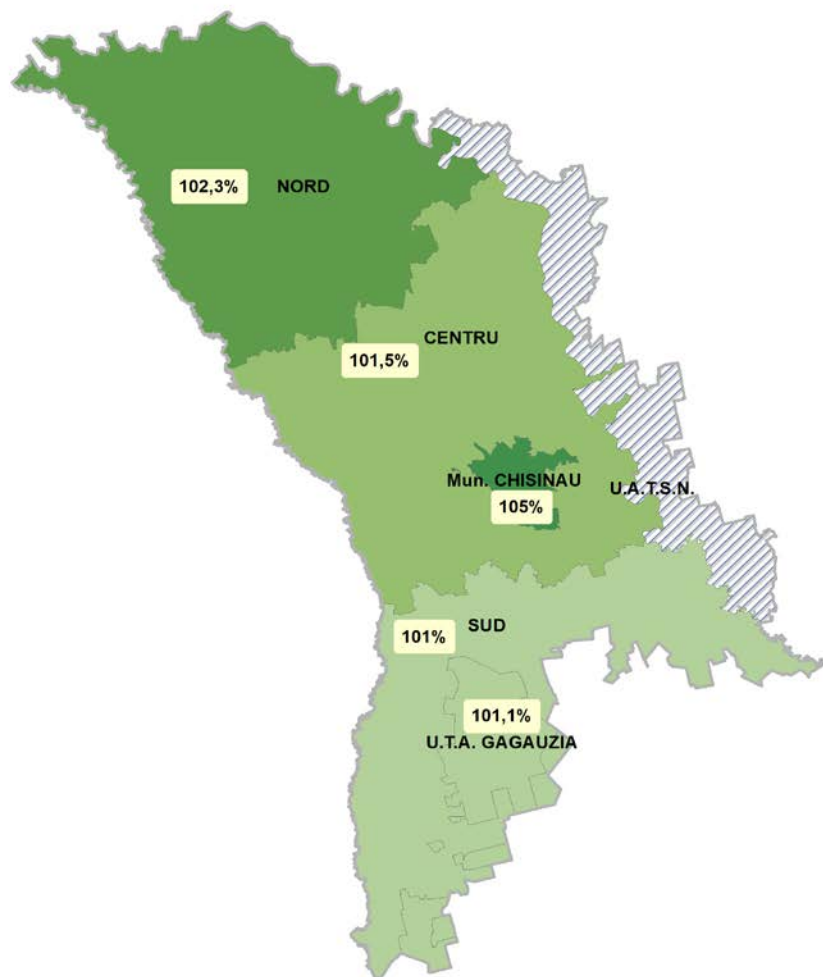 102,3%
NORD
CENTRU
101,5%
Mun. CHISINAU
U.A.T.S.N.
105%
SUD
101%
101,1%
U.T.A. GAGAUZIA